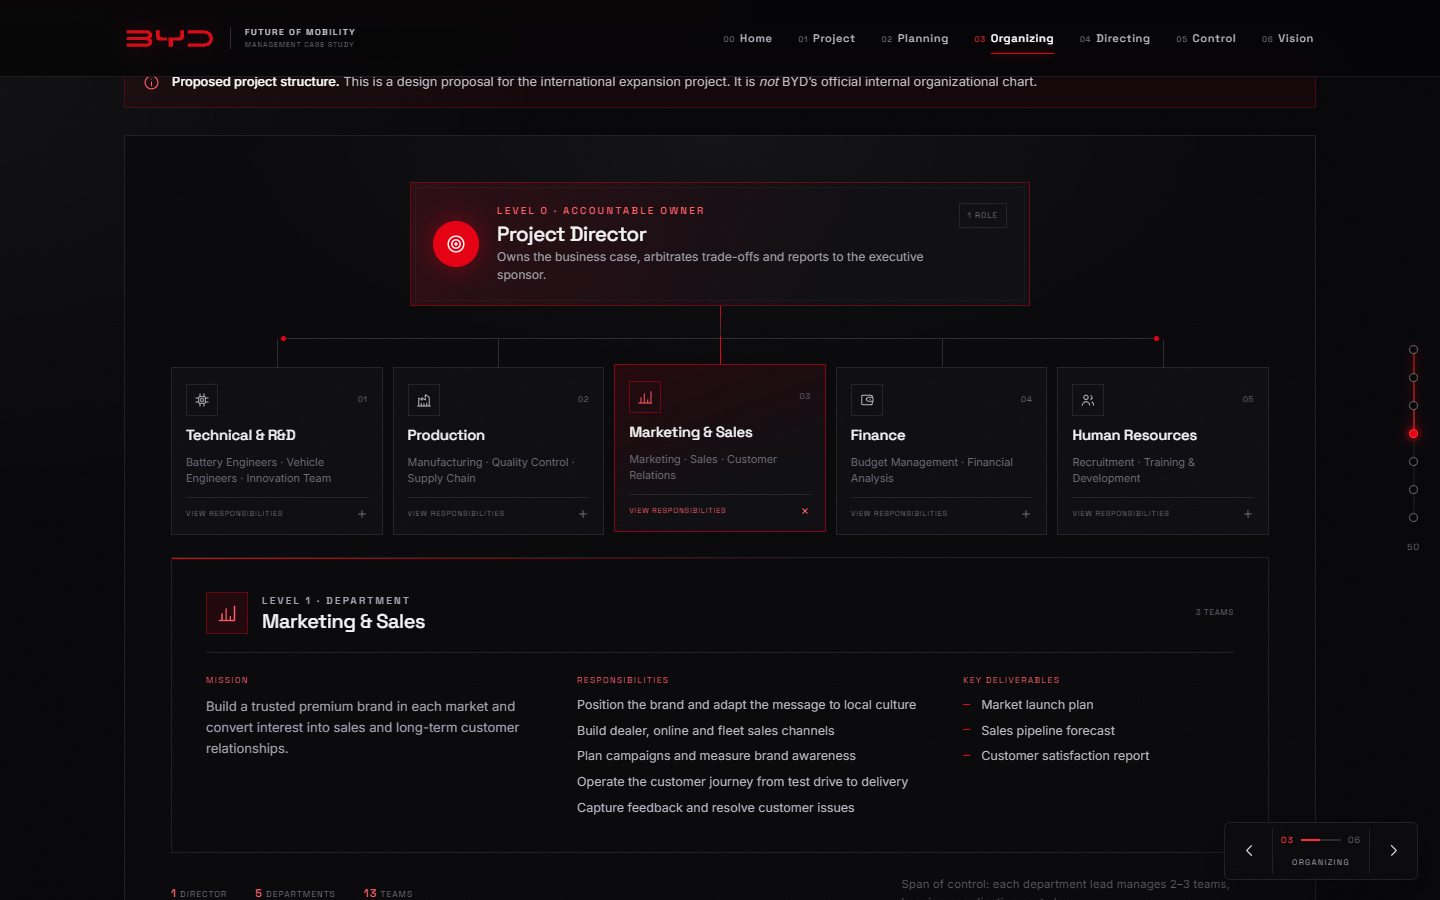 BYD
FUTURE OF MOBILITY
MANAGEMENT CASE STUDY
00 Home
01 Project
02 Planning
03 Organizing
04 Directing
05 Control
06 Vision
Proposed project structure. This is a design proposal for the international expansion project. It is not BYD's official internal organizational chart.
LEVEL 0 · ACCOUNTABLE OWNER
1 ROLE
Project Director
Owns the business case, arbitrates trade-offs and reports to the executive
sponsor.
01
Technical & R&D
Battery Engineers · Vehicle
Engineers · Innovation Team
VIEW RESPONSIBILITIES
02
Production
Manufacturing · Quality Control ·
Supply Chain
VIEW RESPONSIBILITIES
03
Marketing & Sales
Marketing · Sales · Customer
Relations
VIEW RESPONSIBILITIES
04
Finance
Budget Management · Financial
Analysis
VIEW RESPONSIBILITIES
05
Human Resources
Recruitment · Training &
Development
VIEW RESPONSIBILITIES
50
LEVEL 1 · DEPARTMENT
Marketing & Sales
3 TEAMS
MISSION
Build a trusted premium brand in each market and
convert interest into sales and long-term customer
relationships.
RESPONSIBILITIES
Position the brand and adapt the message to local culture
Build dealer, online and fleet sales channels
Plan campaigns and measure brand awareness
Operate the customer journey from test drive to delivery
Capture feedback and resolve customer issues
KEY DELIVERABLES
Market launch plan
Sales pipeline forecast
Customer satisfaction report
03 06
ORGANIZING
1 DIRECTOR
5 DEPARTMENTS
13 TEAMS
Span of control: each department lead manages 2–3 teams,